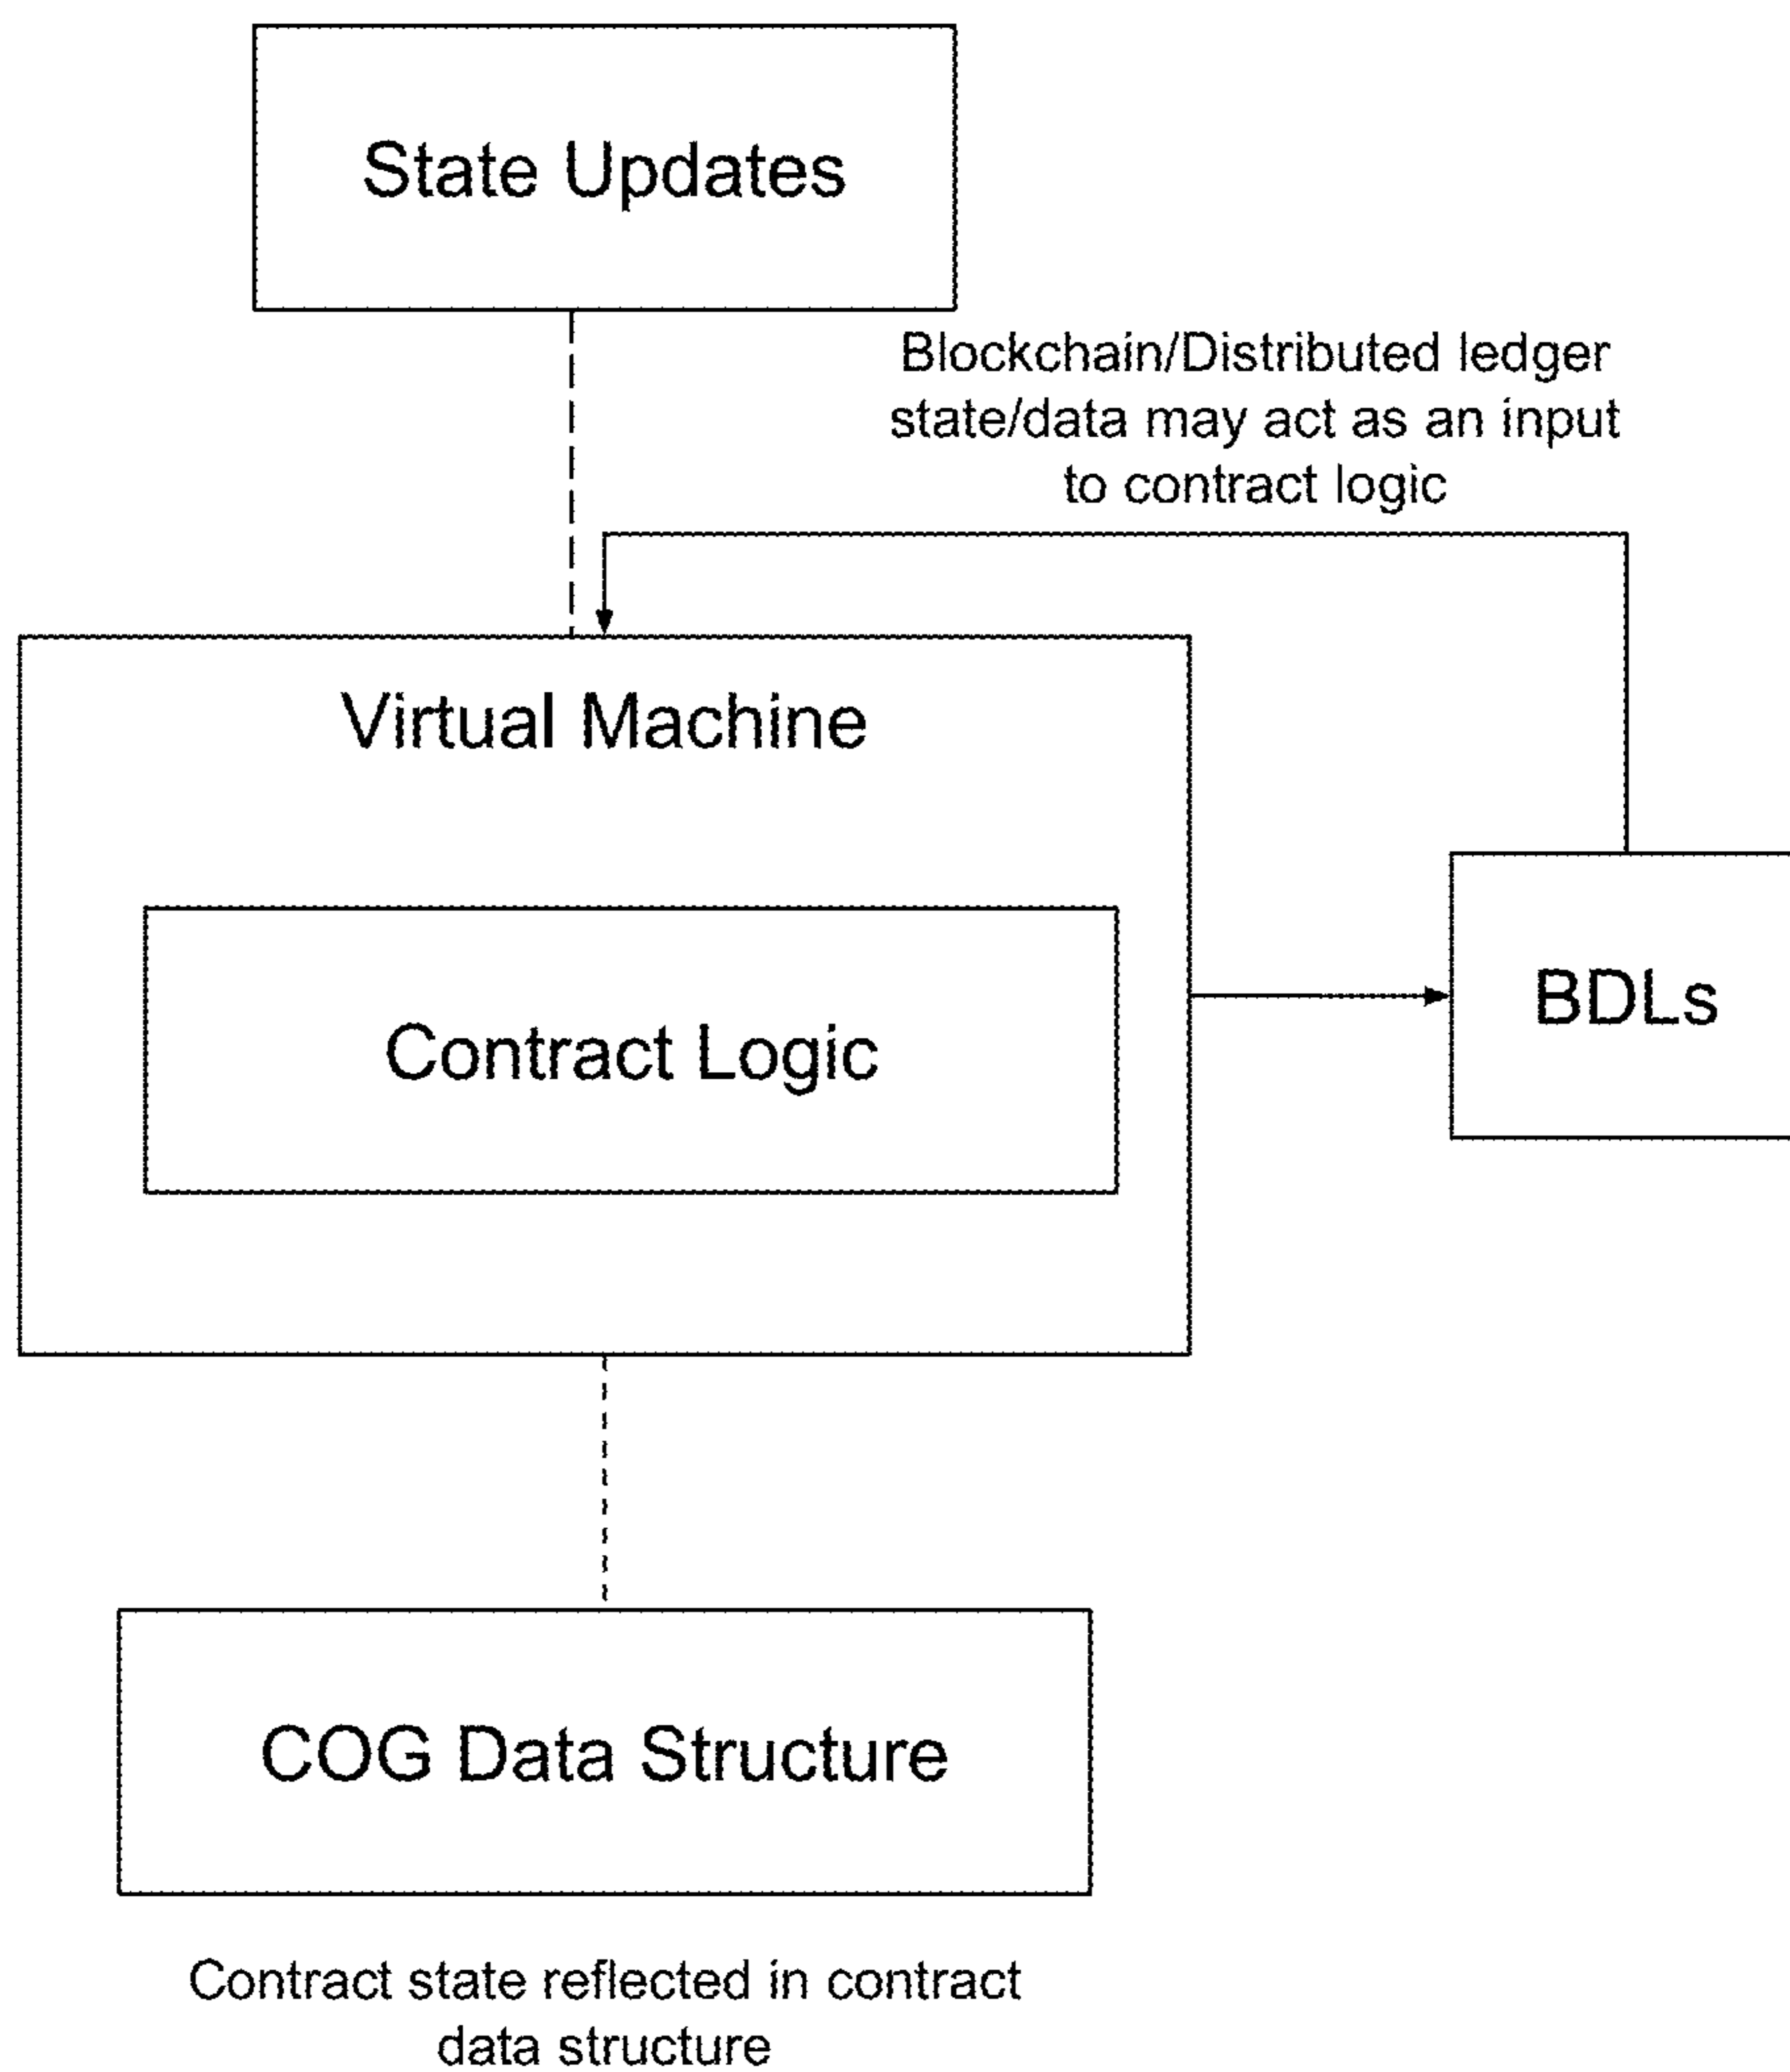 State Updates
Blockchain/Distributed ledger
state/data may act as an input
to contract logic
Virtual Machine
Contract Logic
BDLs
COG Data Structure
Contract state reflected in contract
data structure